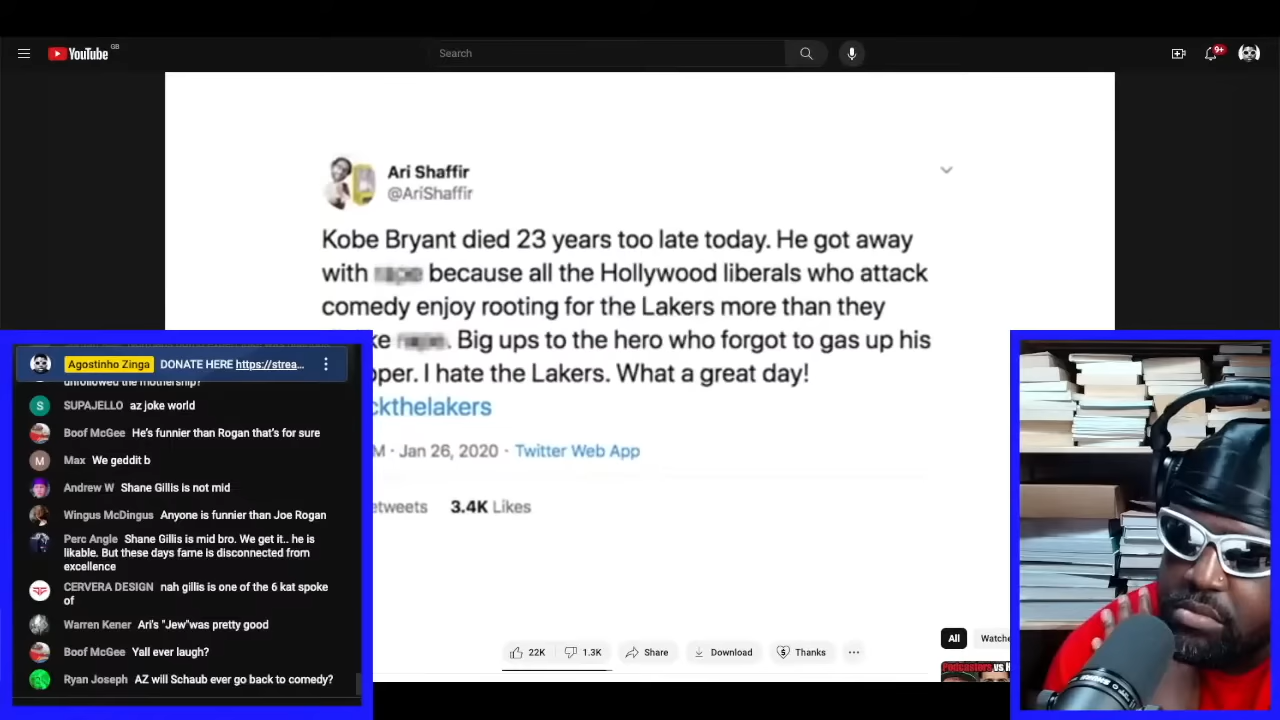 YouTube GB
Search
9+
Ari Shaffir
@AriShaffir
Kobe Bryant died 23 years too late today. He got away
with because all the Hollywood liberals who attack
comedy enjoy rooting for the Lakers more than they
ke . Big ups to the hero who forgot to gas up his
oper. I hate the Lakers. What a great day!
ckthelakers
M · Jan 26, 2020 · Twitter Web App
etweets 3.4K Likes
22K 1.3K Share Download Thanks
All Watche
Podcasters vs H
Agostinho Zinga DONATE HERE https://strea...
unfollowed the mothership?
SUPAJELLO az joke world
Boof McGee He's funnier than Rogan that's for sure
Max We geddit b
Andrew W Shane Gillis is not mid
Wingus McDingus Anyone is funnier than Joe Rogan
Perc Angle Shane Gillis is mid bro. We get it.. he is
likable. But these days fame is disconnected from
excellence
CERVERA DESIGN nah gillis is one of the 6 kat spoke
of
Warren Kener Ari's "Jew"was pretty good
Boof McGee Yall ever laugh?
Ryan Joseph AZ will Schaub ever go back to comedy?